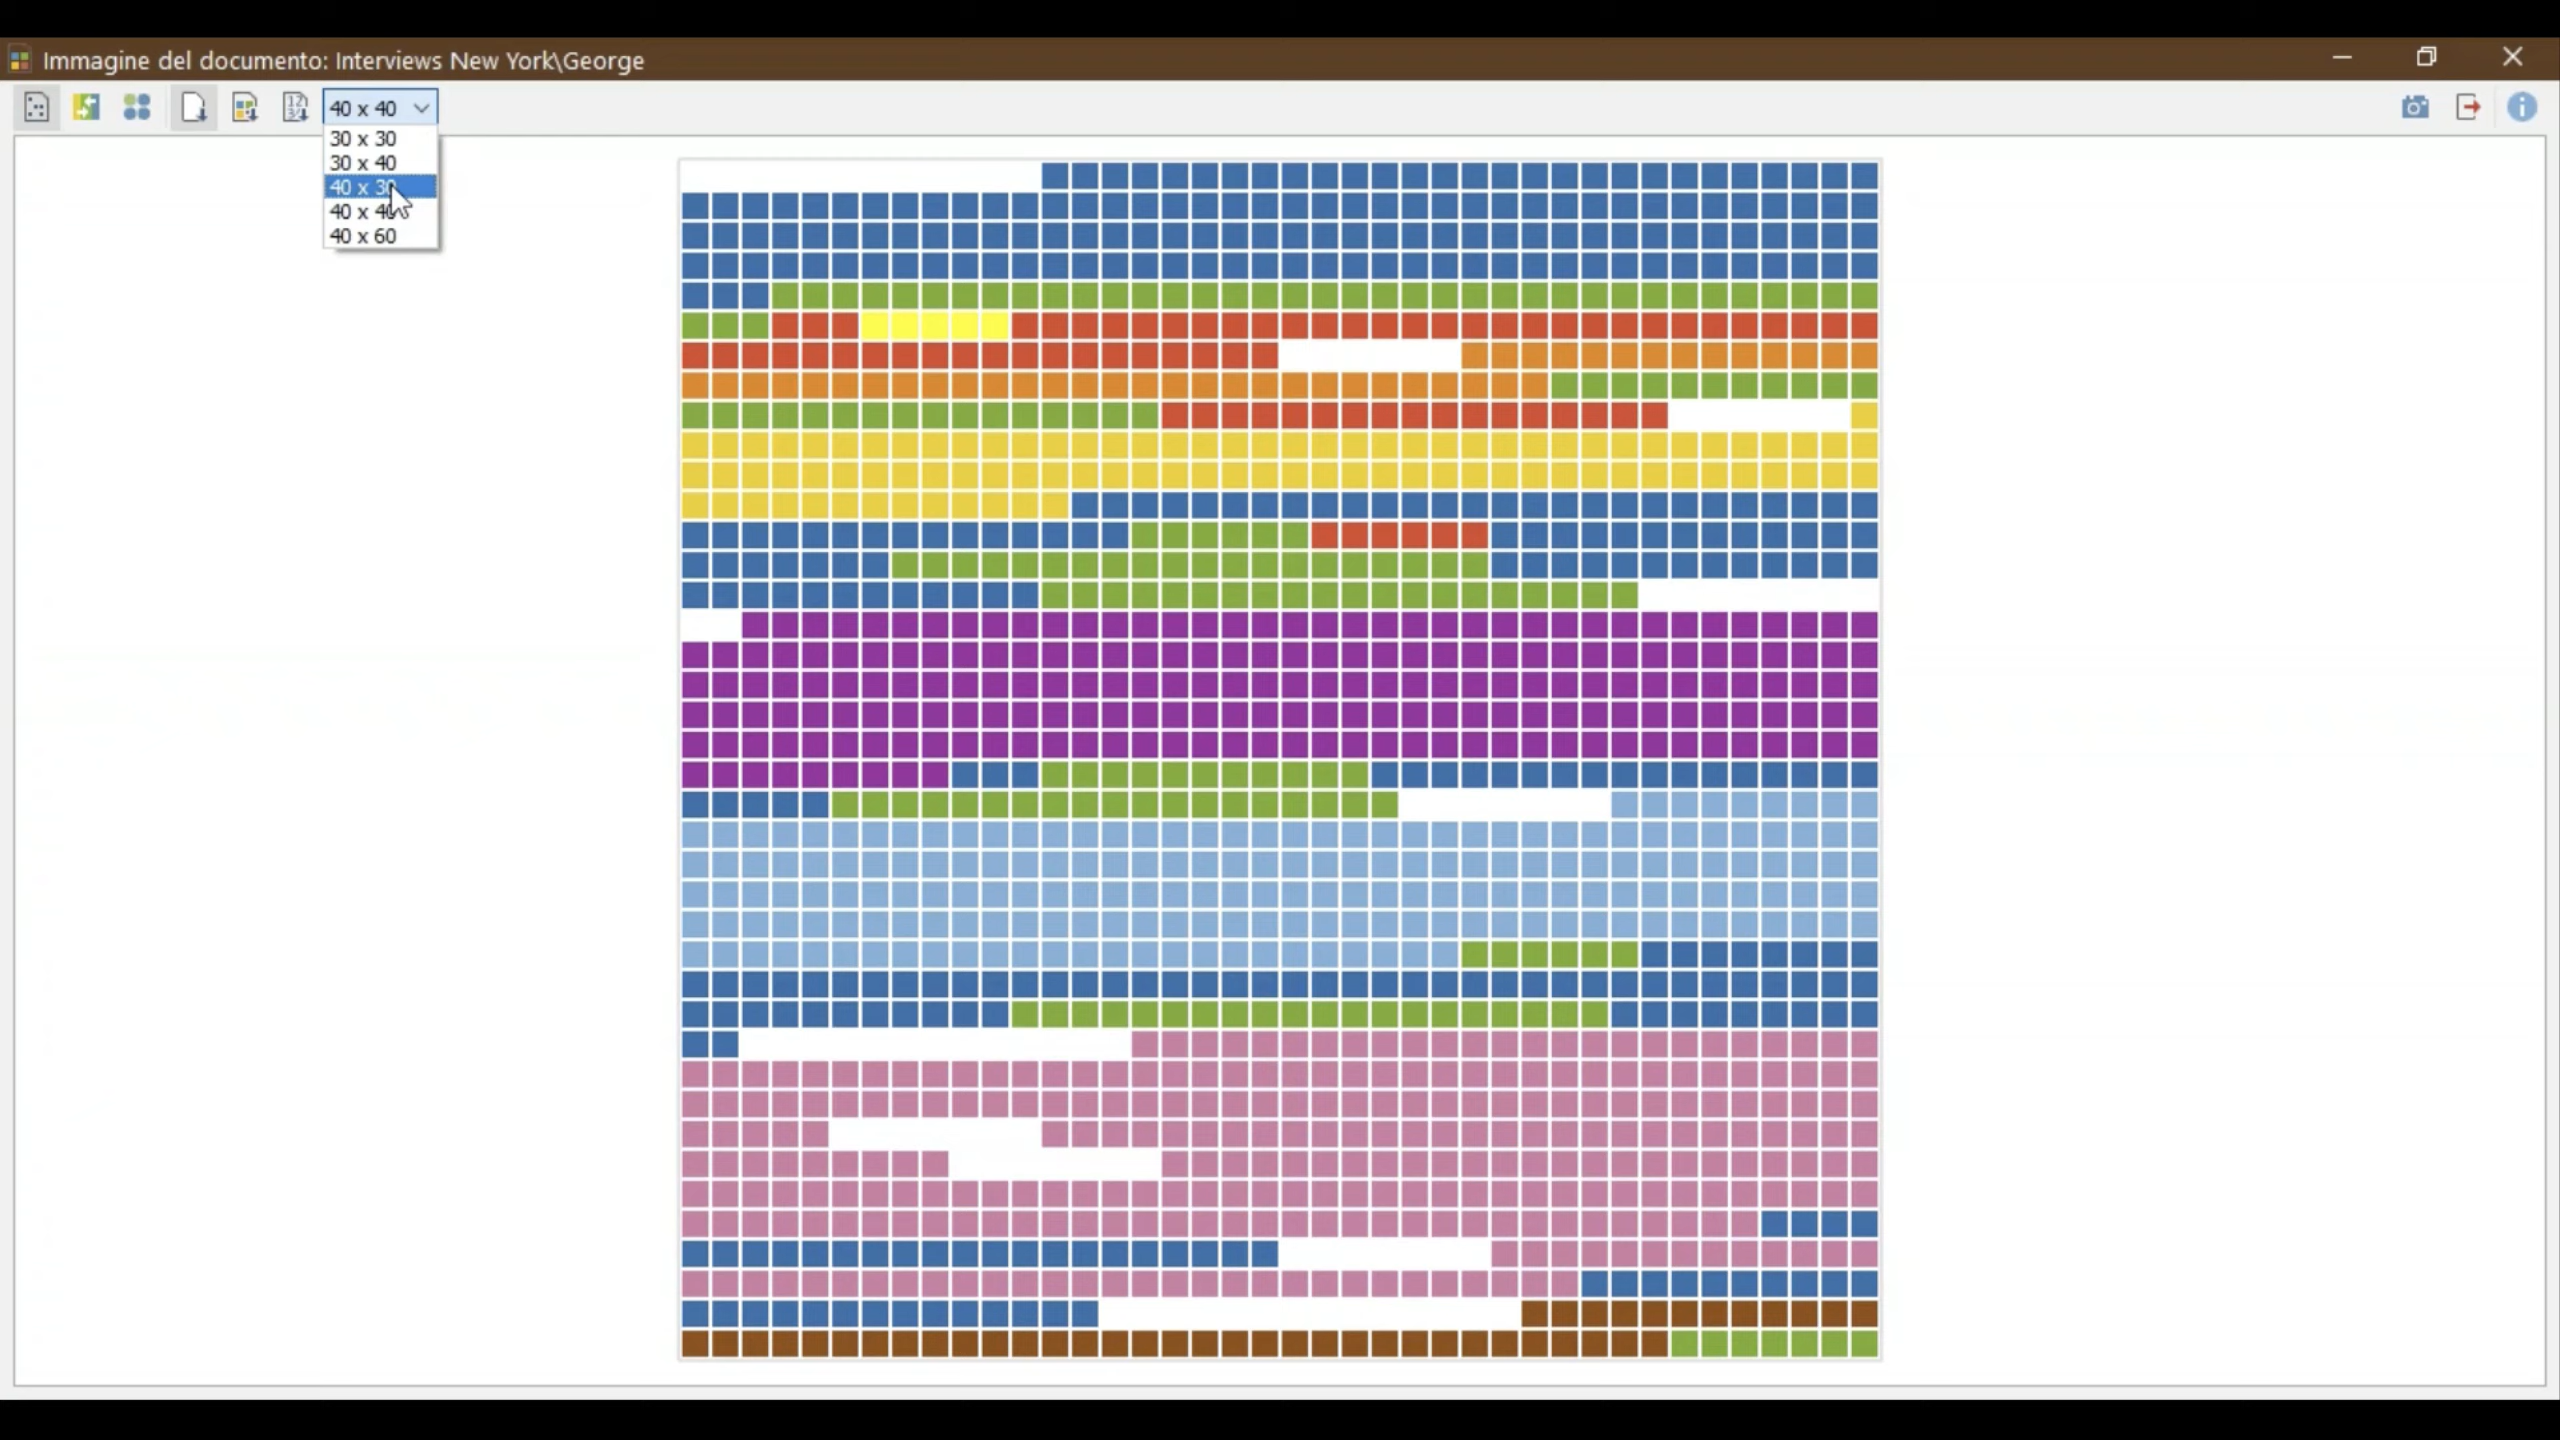 Immagine del documento: Interviews New York\George
40 x 40
30 x 30
30 x 40
40 x 30
40 x 40
40 x 60